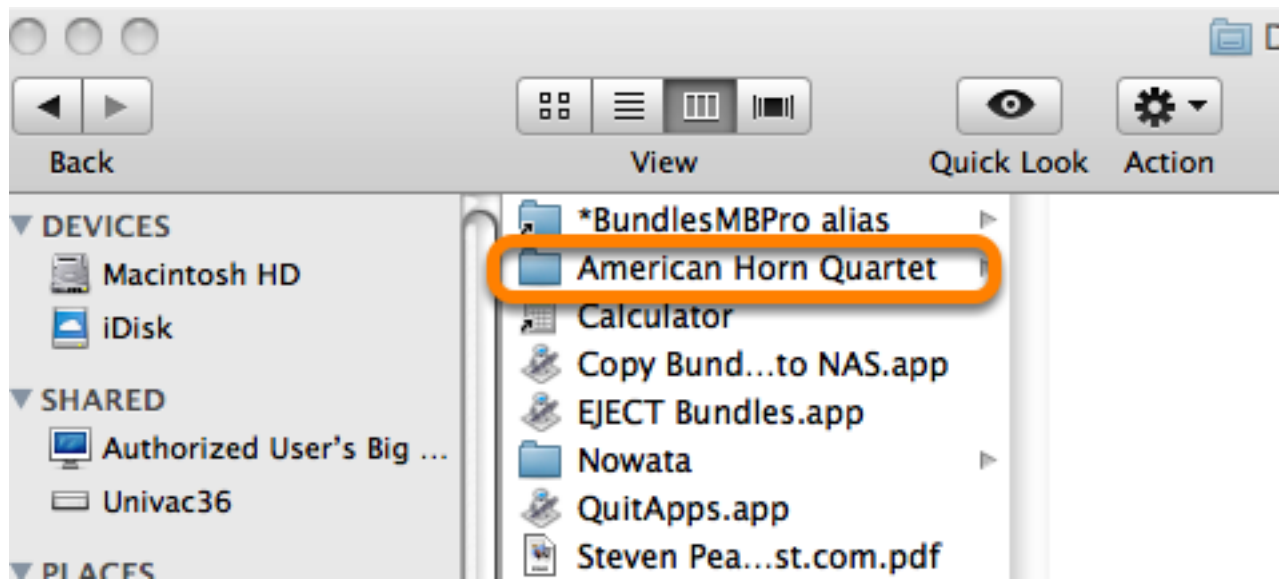 D
Back
View
Quick Look
Action
DEVICES
Macintosh HD
iDisk
SHARED
Authorized User's Big ...
Univac36
PLACES
*BundlesMBPro alias
American Horn Quartet
Calculator
Copy Bund...to NAS.app
EJECT Bundles.app
Nowata
QuitApps.app
Steven Pea...st.com.pdf